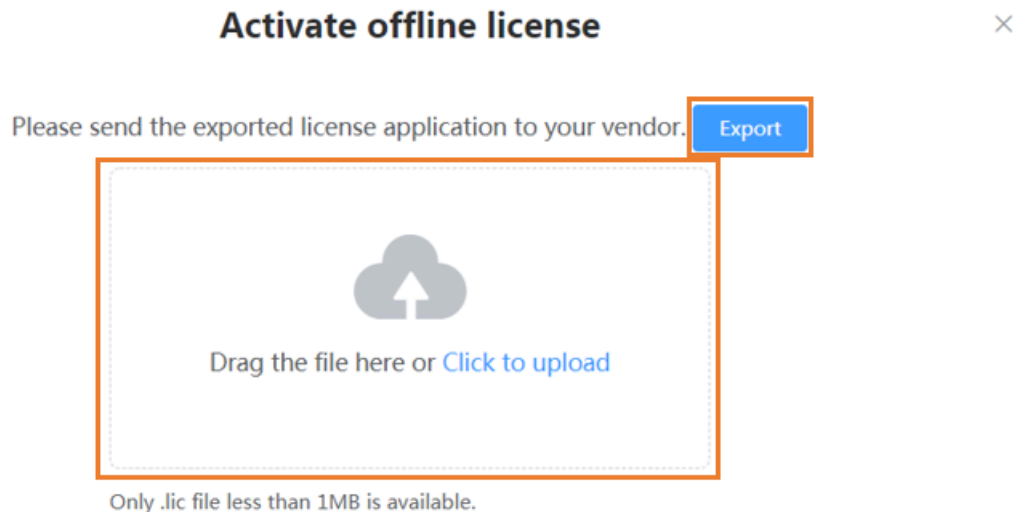 Activate offline license
Please send the exported license application to your vendor. Export
Drag the file here or Click to upload
Only .lic file less than 1MB is available.